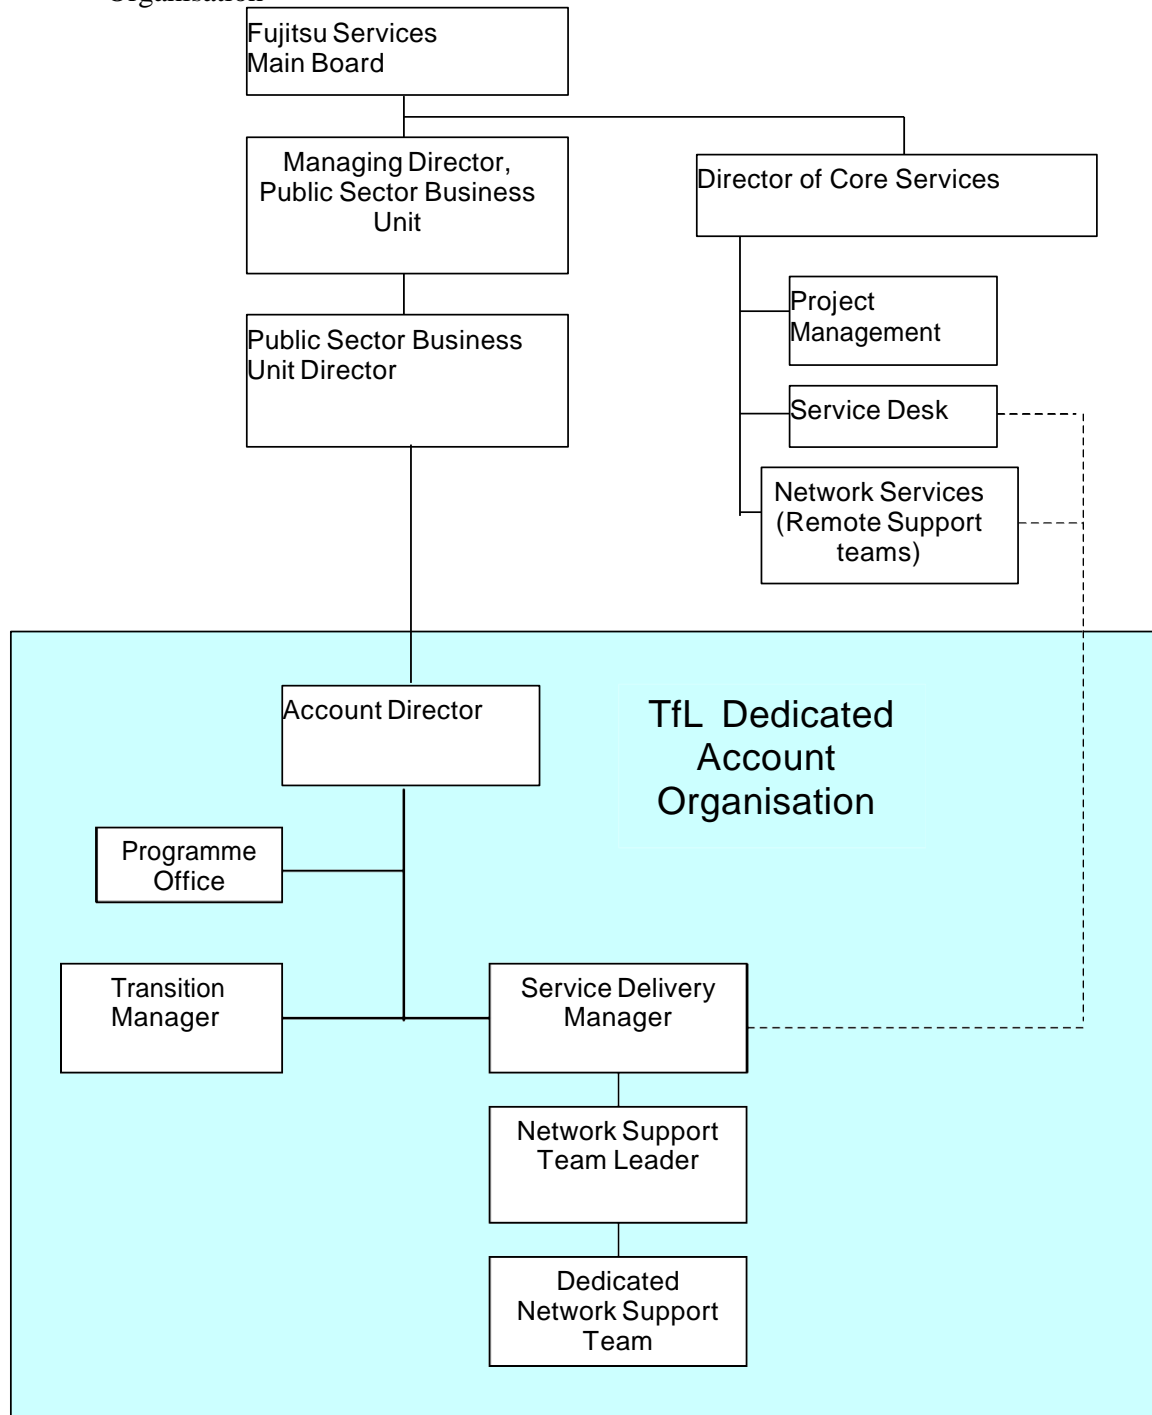 Organisation
Fujitsu Services
Main Board
Managing Director,
Public Sector Business
Unit
Director of Core Services
Project
Management
Public Sector Business
Unit Director
Service Desk
Network Services
(Remote Support
teams)
Account Director
TfL Dedicated
Account
Organisation
Programme
Office
Transition
Manager
Service Delivery
Manager
Network Support
Team Leader
Dedicated
Network Support
Team